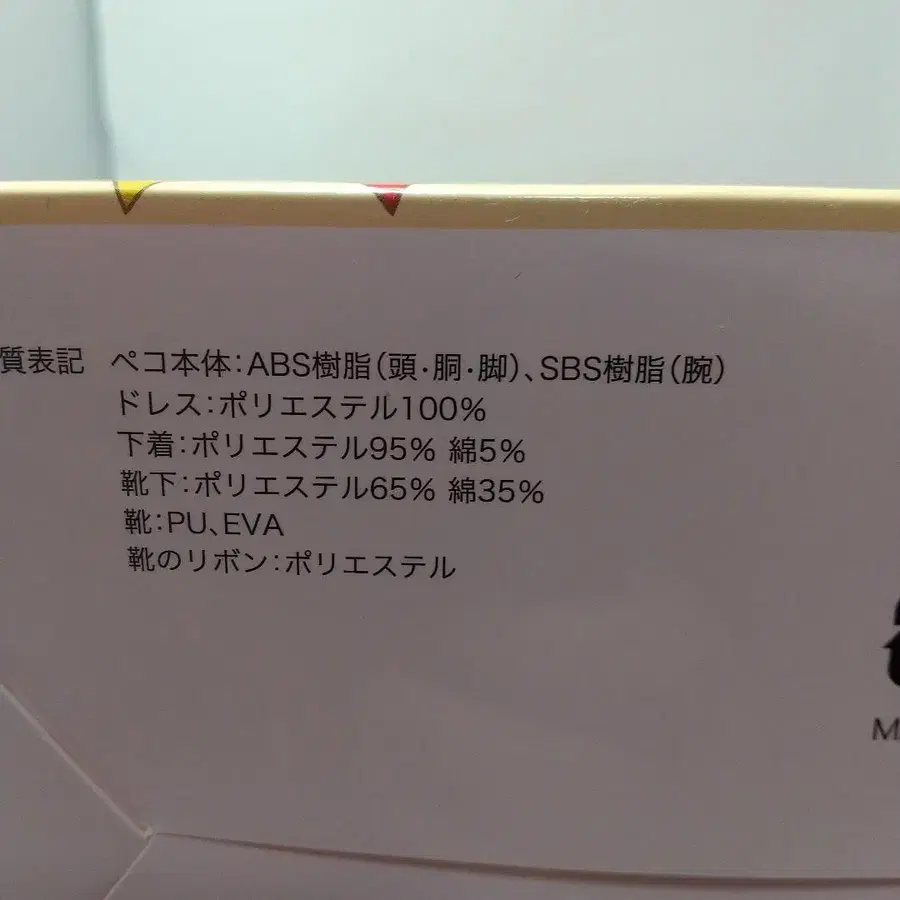 質表記 ペコ本体:ABS樹脂(頭・胴・脚)、SBS樹脂(腕)
ドレス:ポリエステル100%
下着:ポリエステル95% 綿5%
靴下:ポリエステル65% 綿35%
靴:PU、EVA
靴のリボン:ポリエステル
M